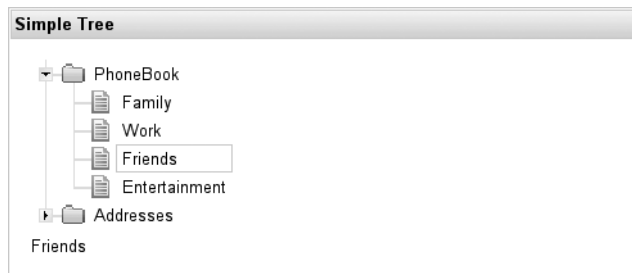 Simple Tree
PhoneBook
Family
Work
Friends
Entertainment
Addresses
Friends